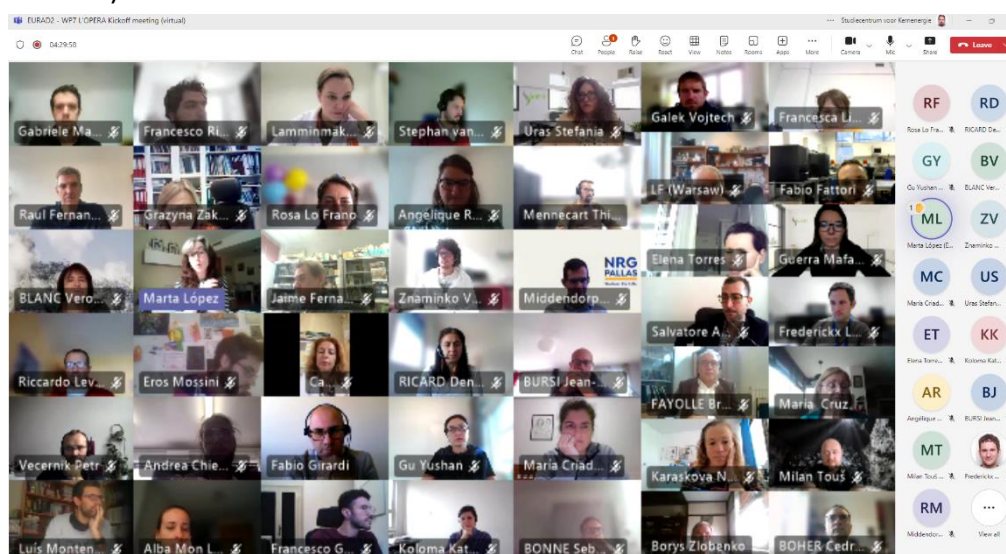 EURAD2 - WP7 L'OPERA Kickoff meeting (virtual)
Studiecentrum voor Kernenergie
04:29:58
Chat People Raise React View Notes Rooms Apps More Camera Mic Share Leave
Gabriele Ma...
Francesco Ri...
Lamminmäk...
Stephan van...
Uras Stefania
Galek Vojtech
Francesca Li...
Raul Fernan...
Grazyna Zak...
Rosa Lo Frano
Angélique R...
Mennecart Thi...
LF (Warsaw)
Fabio Fattori
BLANC Vero...
Marta López
Jaime Ferna...
Znaminko V...
Middendorp...
NRG
PALLAS
Elena Torres
Guerra Mafa...
Salvatore A...
Frederickx L...
Riccardo Lev...
Eros Mossini
Ca...
RICARD Den...
BURSI Jean-...
FAYOLLE Br...
María Cruz
Vecernik Petr
Andrea Chie...
Fabio Girardi
Gu Yushan
María Criad...
Karaskova N...
Milan Touš
Luis Monten...
Alba Mon L...
Francesco G...
Koloma Kat...
BONNE Seb...
Borys Zlobenko
BOHER Cedr...
RF
RD
Rosa Lo Fra...
RICARD De...
GY
BV
Gu Yushan ...
BLANC Ver...
1
ML
ZV
Marta López (E...
Znaminko ...
MC
US
María Criad...
Uras Stefan...
ET
KK
Elena Torre...
Koloma Kat...
AR
BJ
Angélique ...
BURSI Jean...
MT
Milan Touš ...
Frederickx ...
RM
Middendor...
View all